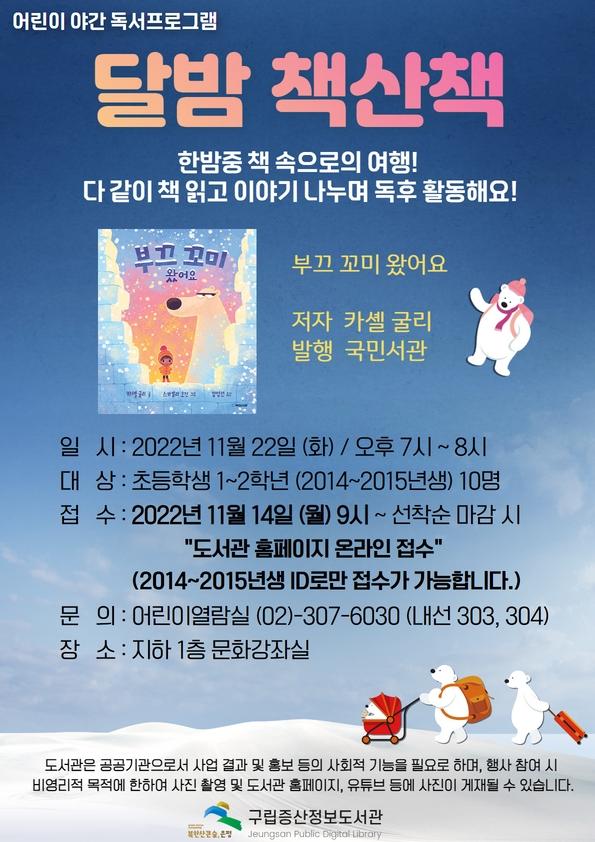 어린이 야간 독서프로그램
달밤 책산책
한밤중 책 속으로의 여행!
다 같이 책 읽고 이야기 나누며 독후 활동해요!
부끄 꼬미
왔어요
부끄 꼬미 왔어요
저자 카셸 굴리
발행 국민서관
일 시 : 2022년 11월 22일 (화) / 오후 7시 ~ 8시
대 상 : 초등학생 1~2학년 (2014~2015년생) 10명
접 수 : 2022년 11월 14일 (월) 9시 ~ 선착순 마감 시
"도서관 홈페이지 온라인 접수"
(2014~2015년생 ID로만 접수가 가능합니다.)
문 의 : 어린이열람실 (02)-307-6030 (내선 303, 304)
장 소 : 지하 1층 문화강좌실
도서관은 공공기관으로서 사업 결과 및 홍보 등의 사회적 기능을 필요로 하며, 행사 참여 시
비영리적 목적에 한하여 사진 촬영 및 도서관 홈페이지, 유튜브 등에 사진이 게재될 수 있습니다.
북한산 큰 숲, 은평
구립증산정보도서관
Jeungsan Public Digital Library